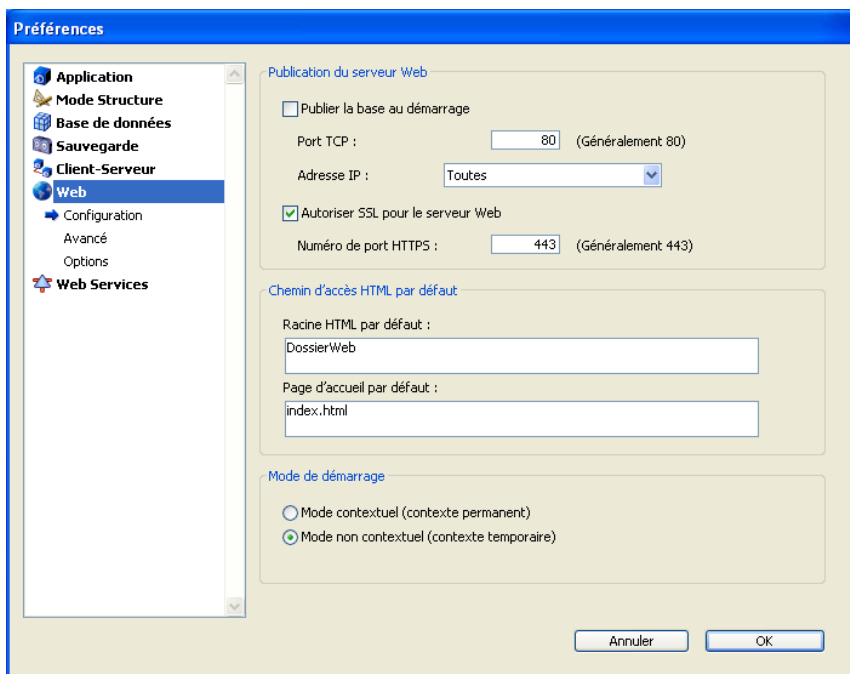 Préférences
Application
Mode Structure
Base de données
Sauvegarde
Client-Serveur
Web
Configuration
Avancé
Options
Web Services
Publication du serveur Web
Publier la base au démarrage
Port TCP : 80 (Généralement 80)
Adresse IP : Toutes
Autoriser SSL pour le serveur Web
Numéro de port HTTPS : 443 (Généralement 443)
Chemin d'accès HTML par défaut
Racine HTML par défaut :
DossierWeb
Page d'accueil par défaut :
index.html
Mode de démarrage
Mode contextuel (contexte permanent)
Mode non contextuel (contexte temporaire)
Annuler OK